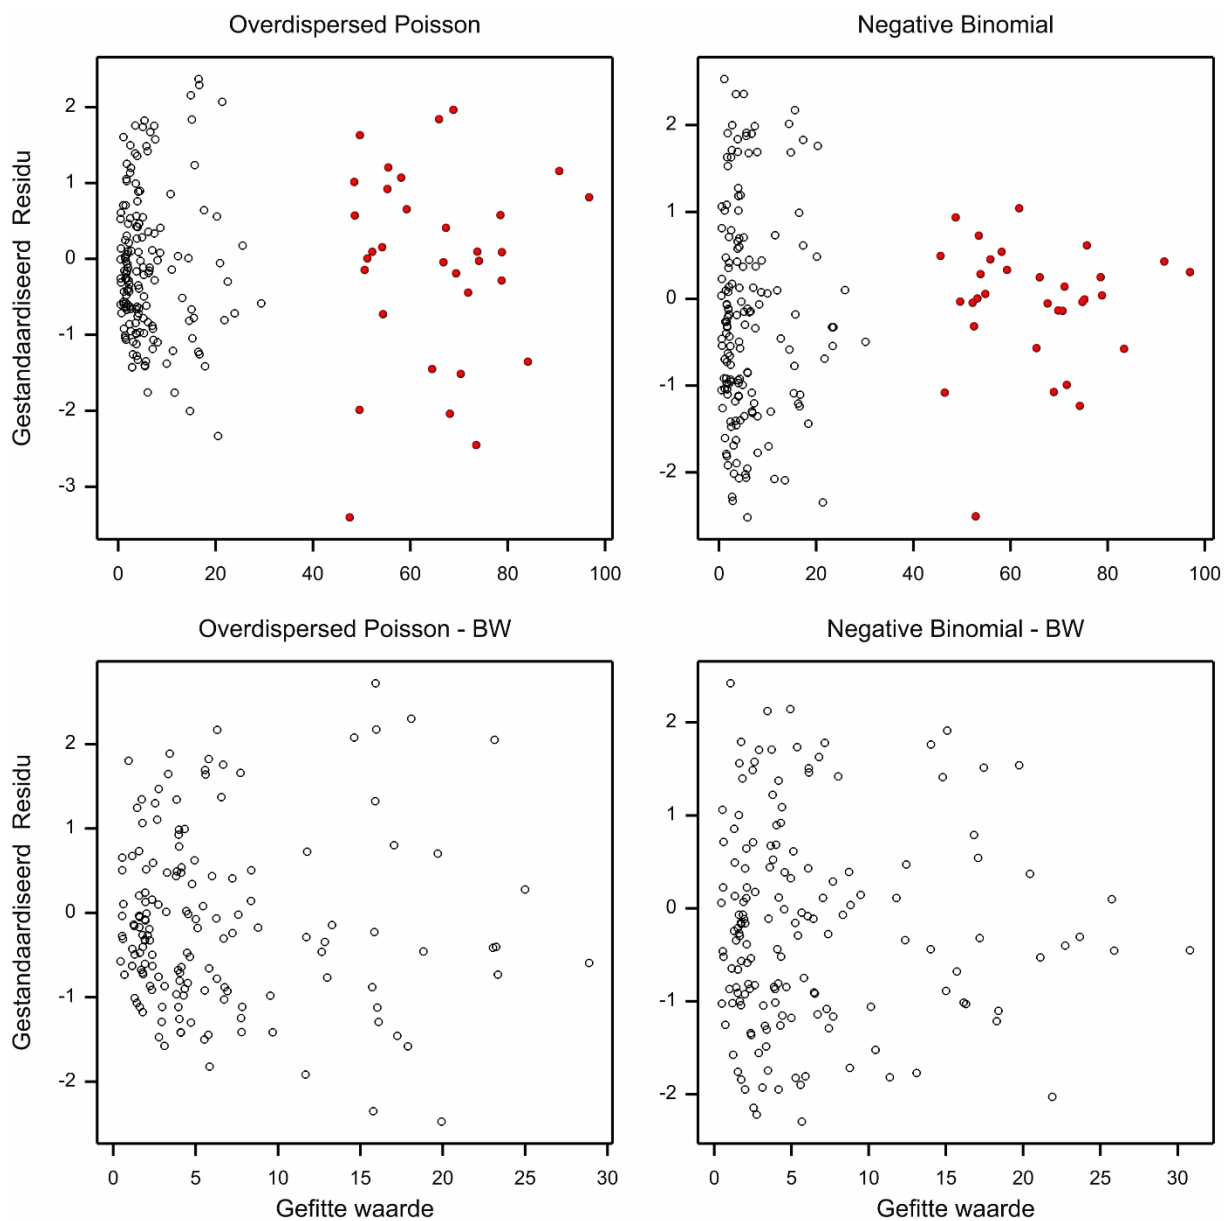 Overdispersed Poisson
Negative Binomial
Gestandaardiseerd Residu
2
1
0
-1
-2
-3
0 20 40 60 80 100
2
1
0
-1
-2
0 20 40 60 80 100
Overdispersed Poisson - BW
Negative Binomial - BW
Gestandaardiseerd Residu
2
1
0
-1
-2
0 5 10 15 20 25 30
Gefitte waarde
2
1
0
-1
-2
0 5 10 15 20 25 30
Gefitte waarde